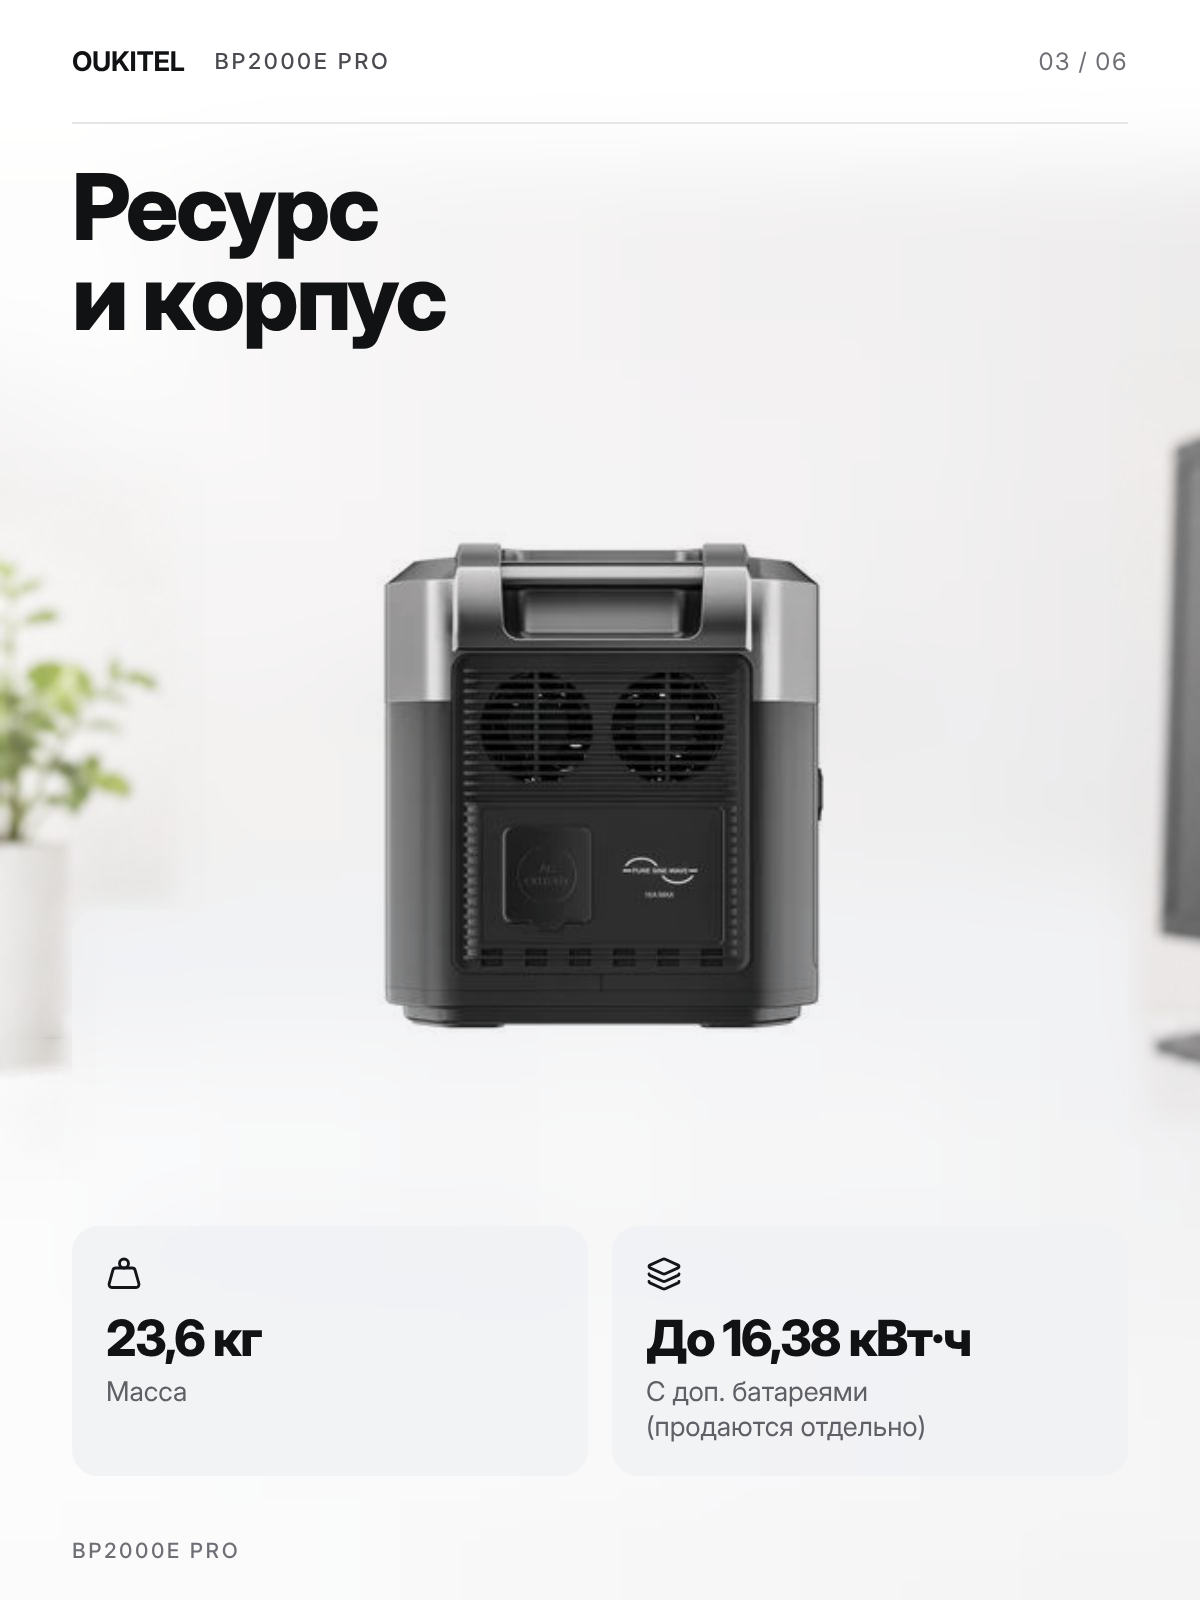 OUKITEL BP2000E PRO 03 / 06
Ресурс
и корпус
PURE SINE WAVE
23,6 кг
Масса
До 16,38 кВт·ч
С доп. батареями
(продаются отдельно)
BP2000E PRO